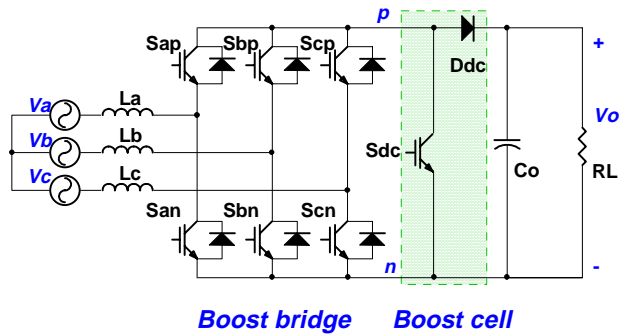 p
Sap Sbp Scp
Ddc
+
Va La
Vo
Vb Lb
Sdc
Co
RL
Vc Lc
San Sbn Scn
n
-
Boost bridge Boost cell